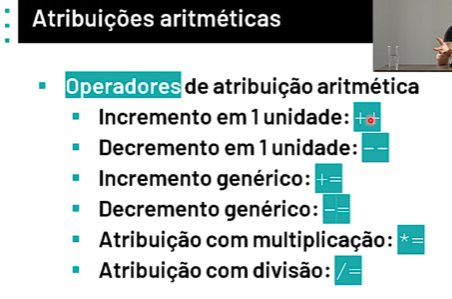 Atribuições aritméticas
Operadores de atribuição aritmética
Incremento em 1 unidade: ++
Decremento em 1 unidade: --
Incremento genérico: +=
Decremento genérico: -=
Atribuição com multiplicação: *=
Atribuição com divisão: /=